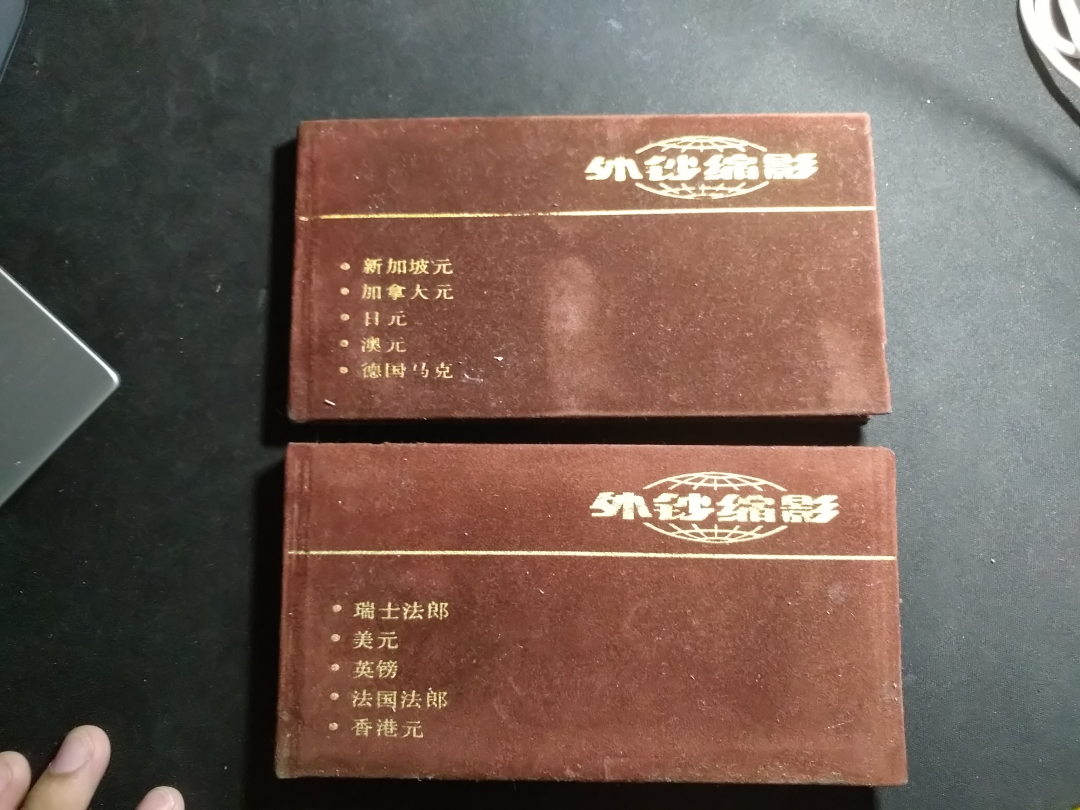 外钞缩影
新加坡元
加拿大元
日元
澳元
德国马克
外钞缩影
瑞士法郎
美元
英镑
法国法郎
香港元